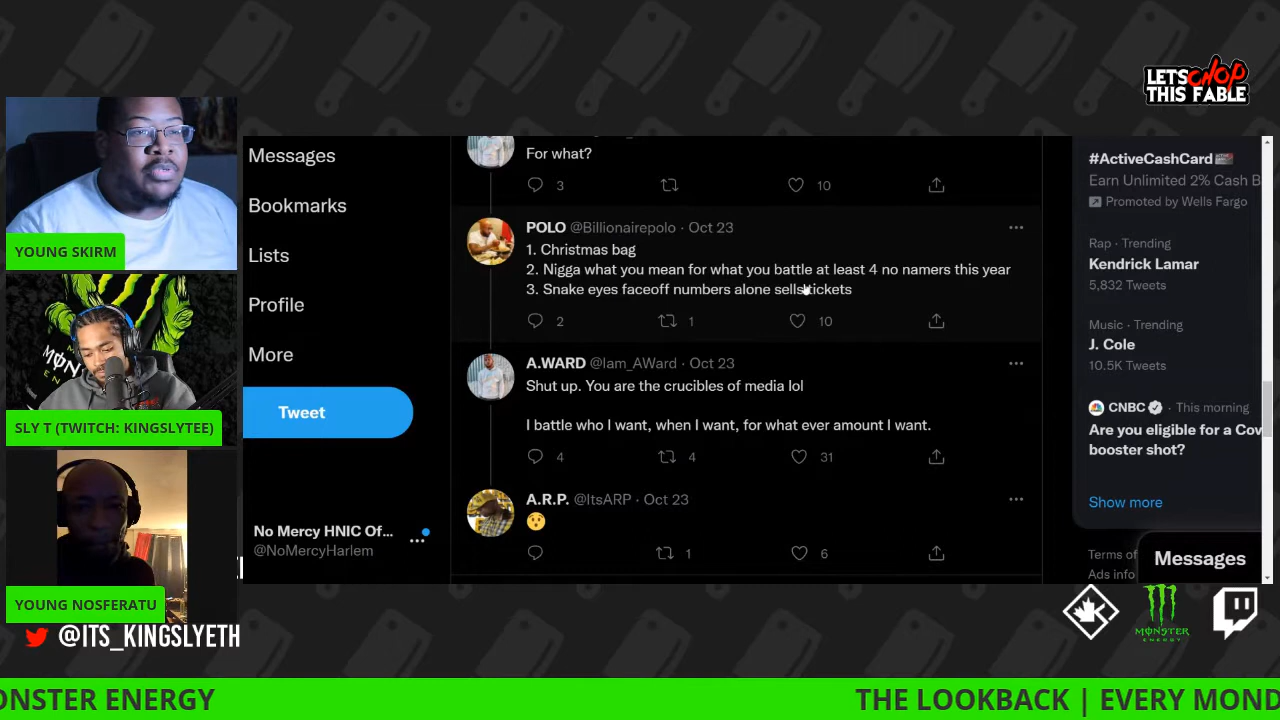 LETS CHOP
THIS FABLE
YOUNG SKIRM
SLY T (TWITCH: KINGSLYTEE)
YOUNG NOSFERATU
@ITS_KINGSLYETH
Messages
Bookmarks
Lists
Profile
More
Tweet
No Mercy HNIC Of...
@NoMercyHarlem
For what?
3
10
POLO @Billionairepolo · Oct 23
1. Christmas bag
2. Nigga what you mean for what you battle at least 4 no namers this year
3. Snake eyes faceoff numbers alone sells tickets
2
1
10
A.WARD @Iam_AWard · Oct 23
Shut up. You are the crucibles of media lol
I battle who I want, when I want, for what ever amount I want.
4
4
31
A.R.P. @ItsARP · Oct 23
😯
1
6
#ActiveCashCard
Earn Unlimited 2% Cash B
Promoted by Wells Fargo
Rap · Trending
Kendrick Lamar
5,832 Tweets
Music · Trending
J. Cole
10.5K Tweets
CNBC · This morning
Are you eligible for a Cov
booster shot?
Show more
Terms of
Ads info
Messages
MONSTER
ENERGY
ONSTER ENERGY
THE LOOKBACK | EVERY MOND